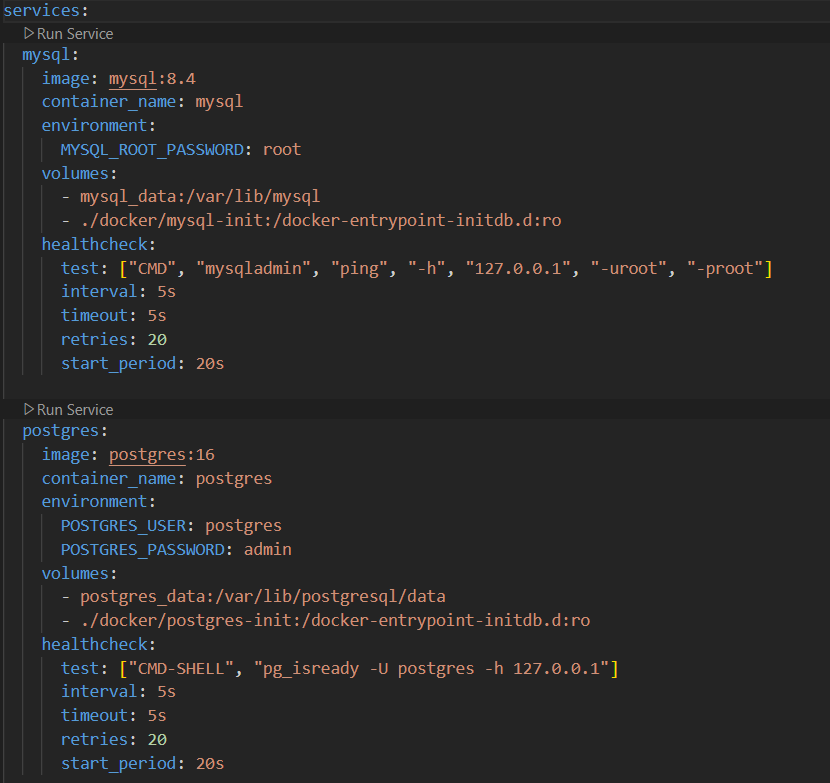 services:
▷Run Service
  mysql:
    image: mysql:8.4
    container_name: mysql
    environment:
      MYSQL_ROOT_PASSWORD: root
    volumes:
      - mysql_data:/var/lib/mysql
      - ./docker/mysql-init:/docker-entrypoint-initdb.d:ro
    healthcheck:
      test: ["CMD", "mysqladmin", "ping", "-h", "127.0.0.1", "-uroot", "-proot"]
      interval: 5s
      timeout: 5s
      retries: 20
      start_period: 20s
▷Run Service
  postgres:
    image: postgres:16
    container_name: postgres
    environment:
      POSTGRES_USER: postgres
      POSTGRES_PASSWORD: admin
    volumes:
      - postgres_data:/var/lib/postgresql/data
      - ./docker/postgres-init:/docker-entrypoint-initdb.d:ro
    healthcheck:
      test: ["CMD-SHELL", "pg_isready -U postgres -h 127.0.0.1"]
      interval: 5s
      timeout: 5s
      retries: 20
      start_period: 20s